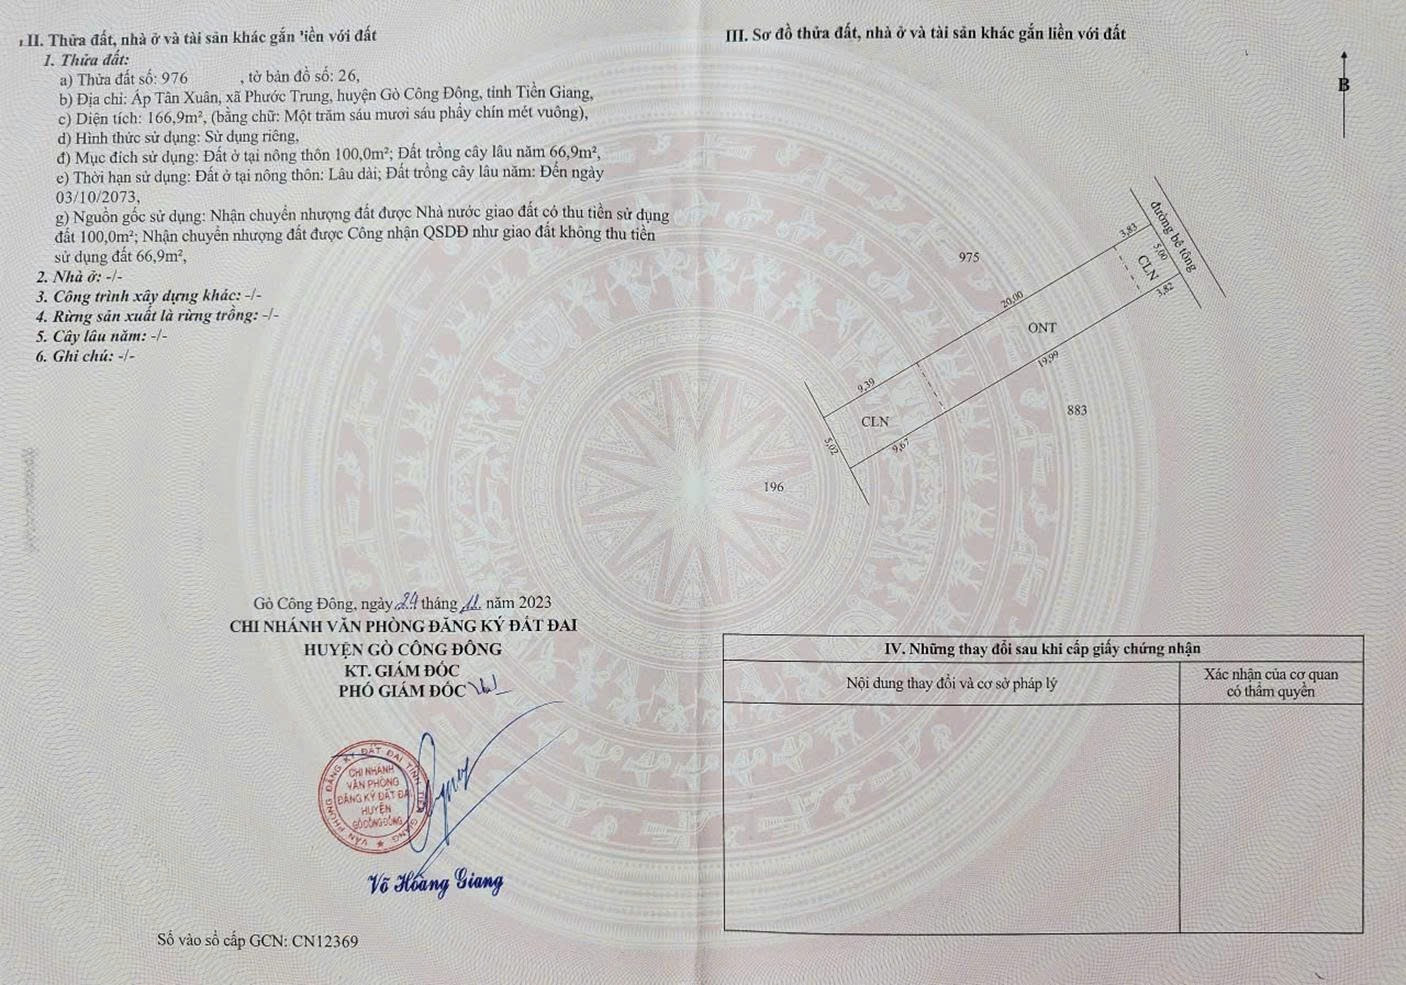 II. Thửa đất, nhà ở và tài sản khác gắn liền với đất
1. Thửa đất:
a) Thửa đất số: 976 , tờ bản đồ số: 26,
b) Địa chỉ: Ấp Tân Xuân, xã Phước Trung, huyện Gò Công Đông, tỉnh Tiền Giang,
c) Diện tích: 166,9m², (bằng chữ: Một trăm sáu mươi sáu phẩy chín mét vuông),
d) Hình thức sử dụng: Sử dụng riêng,
đ) Mục đích sử dụng: Đất ở tại nông thôn 100,0m²; Đất trồng cây lâu năm 66,9m²,
e) Thời hạn sử dụng: Đất ở tại nông thôn: Lâu dài; Đất trồng cây lâu năm: Đến ngày
03/10/2073,
g) Nguồn gốc sử dụng: Nhận chuyển nhượng đất được Nhà nước giao đất có thu tiền sử dụng
đất 100,0m²; Nhận chuyển nhượng đất được Công nhận QSDĐ như giao đất không thu tiền
sử dụng đất 66,9m²,
2. Nhà ở: -/-
3. Công trình xây dựng khác: -/-
4. Rừng sản xuất là rừng trồng: -/-
5. Cây lâu năm: -/-
6. Ghi chú: -/-
Gò Công Đông, ngày 24 tháng 11 năm 2023
CHI NHÁNH VĂN PHÒNG ĐĂNG KÝ ĐẤT ĐAI
HUYỆN GÒ CÔNG ĐÔNG
KT. GIÁM ĐỐC
PHÓ GIÁM ĐỐC
VĂN PHÒNG ĐĂNG KÝ ĐẤT ĐAI TỈNH TIỀN GIANG
CHI NHÁNH
VĂN PHÒNG
ĐĂNG KÝ ĐẤT ĐAI
HUYỆN
GÒ CÔNG ĐÔNG
Võ Hoàng Giang
Số vào sổ cấp GCN: CN12369
III. Sơ đồ thửa đất, nhà ở và tài sản khác gắn liền với đất
B
đường bê tông
3,83
5,00
CLN
3,82
975
20,00
ONT
19,99
9,39
883
CLN
5,02
9,67
196
IV. Những thay đổi sau khi cấp giấy chứng nhận
Nội dung thay đổi và cơ sở pháp lý
Xác nhận của cơ quan
có thẩm quyền